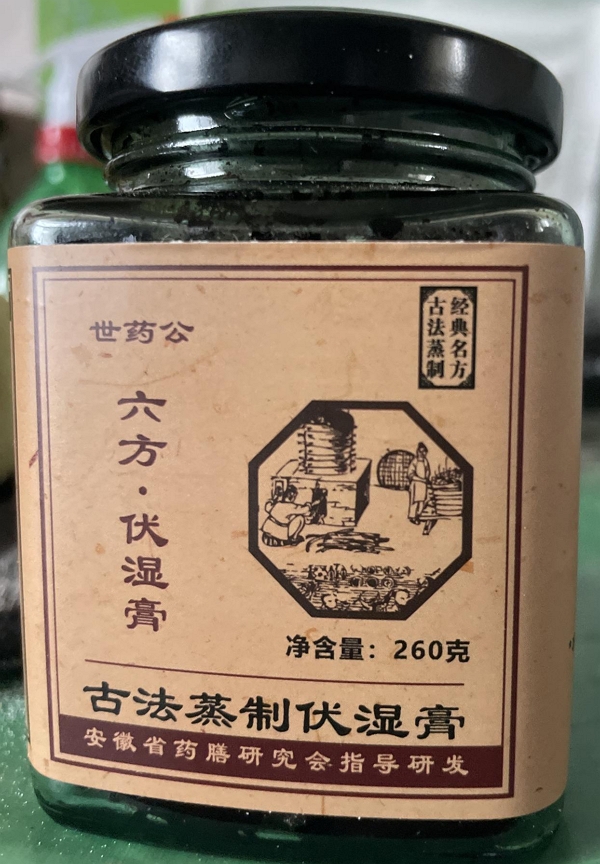 世药公
经典名方
古法蒸制
六方·伏湿膏
净含量：260克
古法蒸制伏湿膏
安徽省药膳研究会指导研发